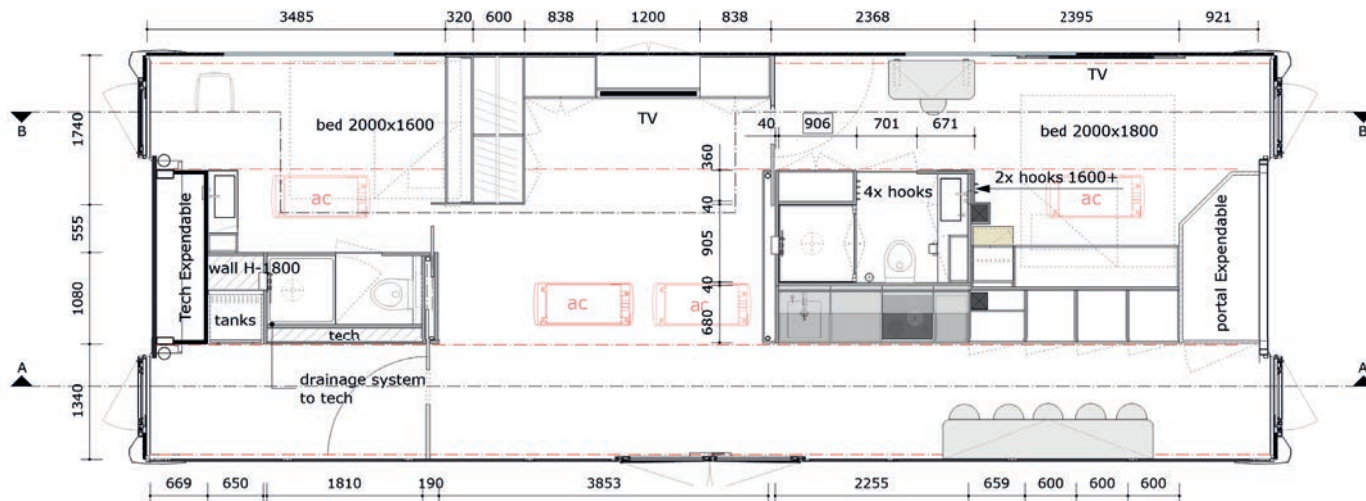 3485 320 600 838 1200 838 2368 2395 921
TV
TV
B
B
bed 2000x1600
40 906 701 671
bed 2000x1800
1740
360
4x hooks
2x hooks 1600+
ac
ac
40
555
Tech Expendable
905
portal Expendable
wall H-1800
1080
40
ac
ac
tanks
680
tech
A
A
drainage system
to tech
1340
669 650 1810 190 3853 2255 659 600 600 600